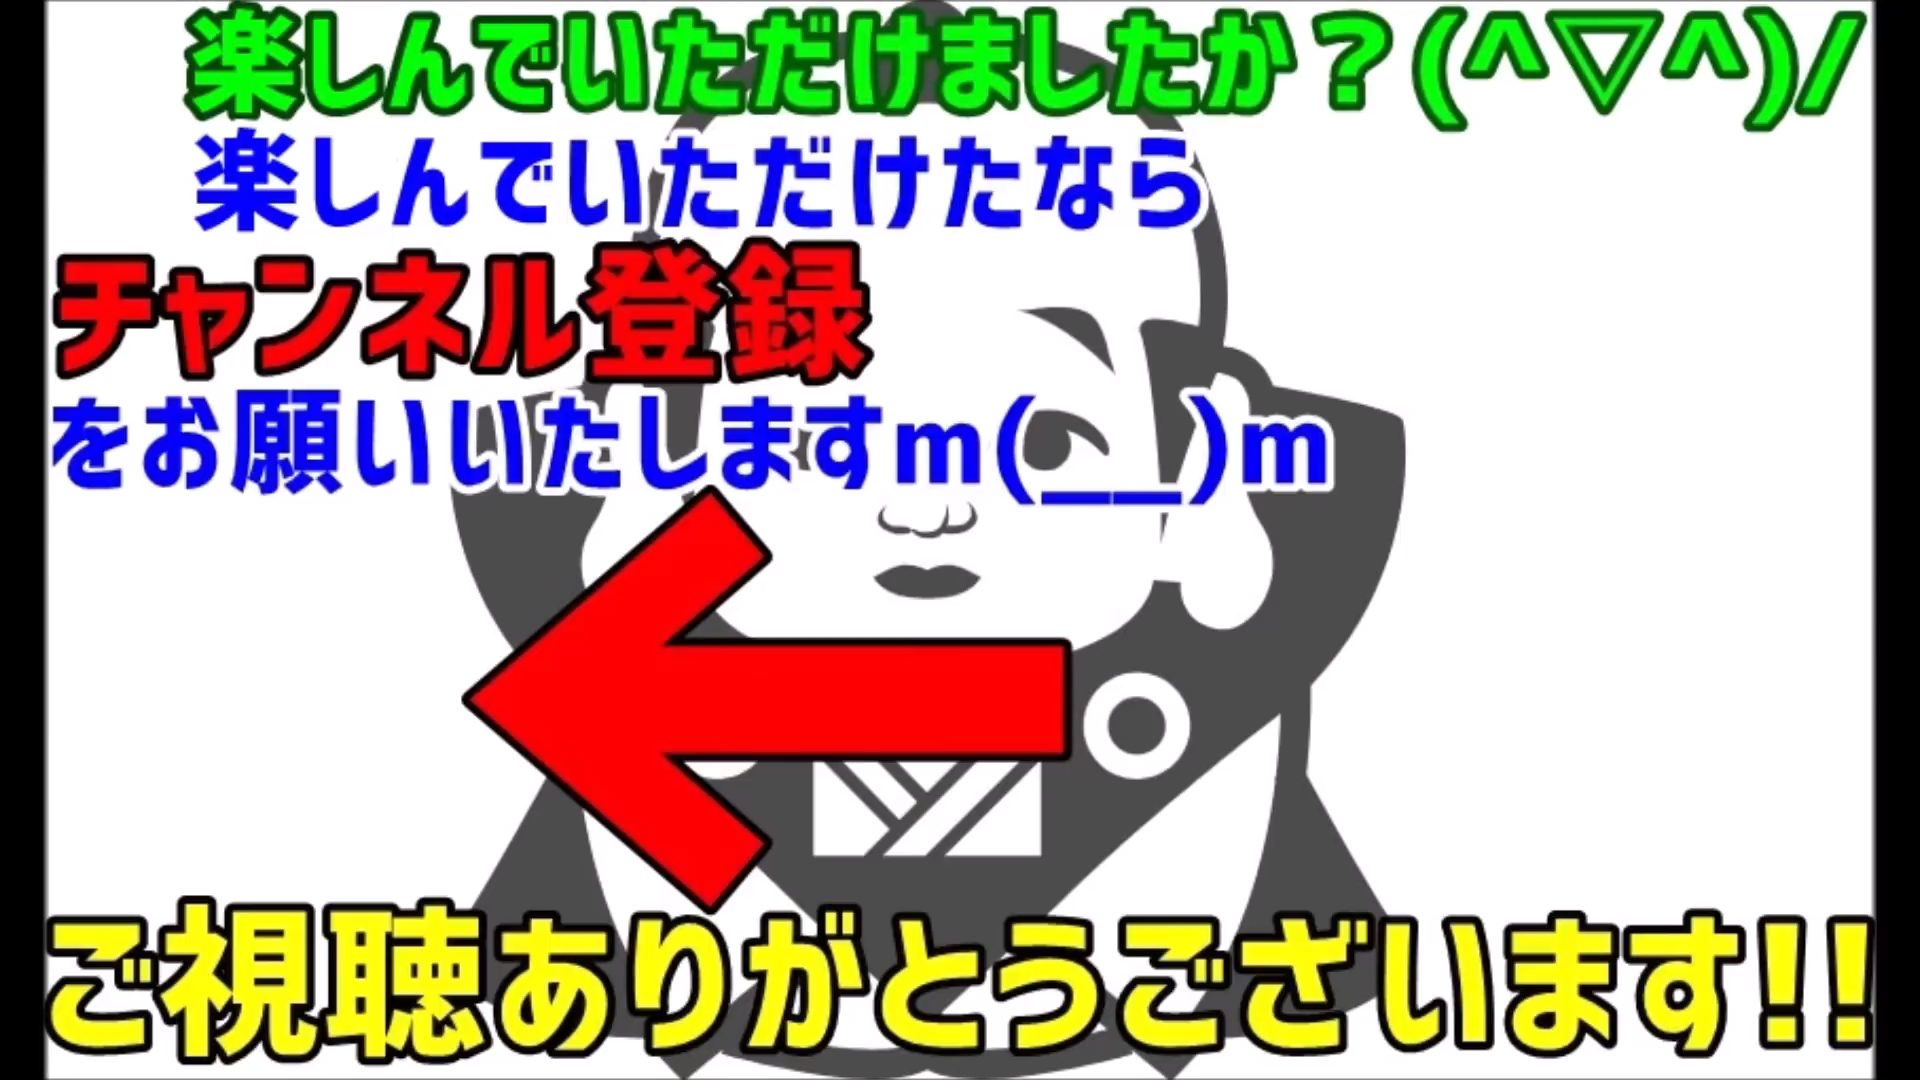 楽しんでいただけましたか？(^▽^)/
楽しんでいただけたなら
チャンネル登録
をお願いいたしますm(__)m
ご視聴ありがとうございます!!